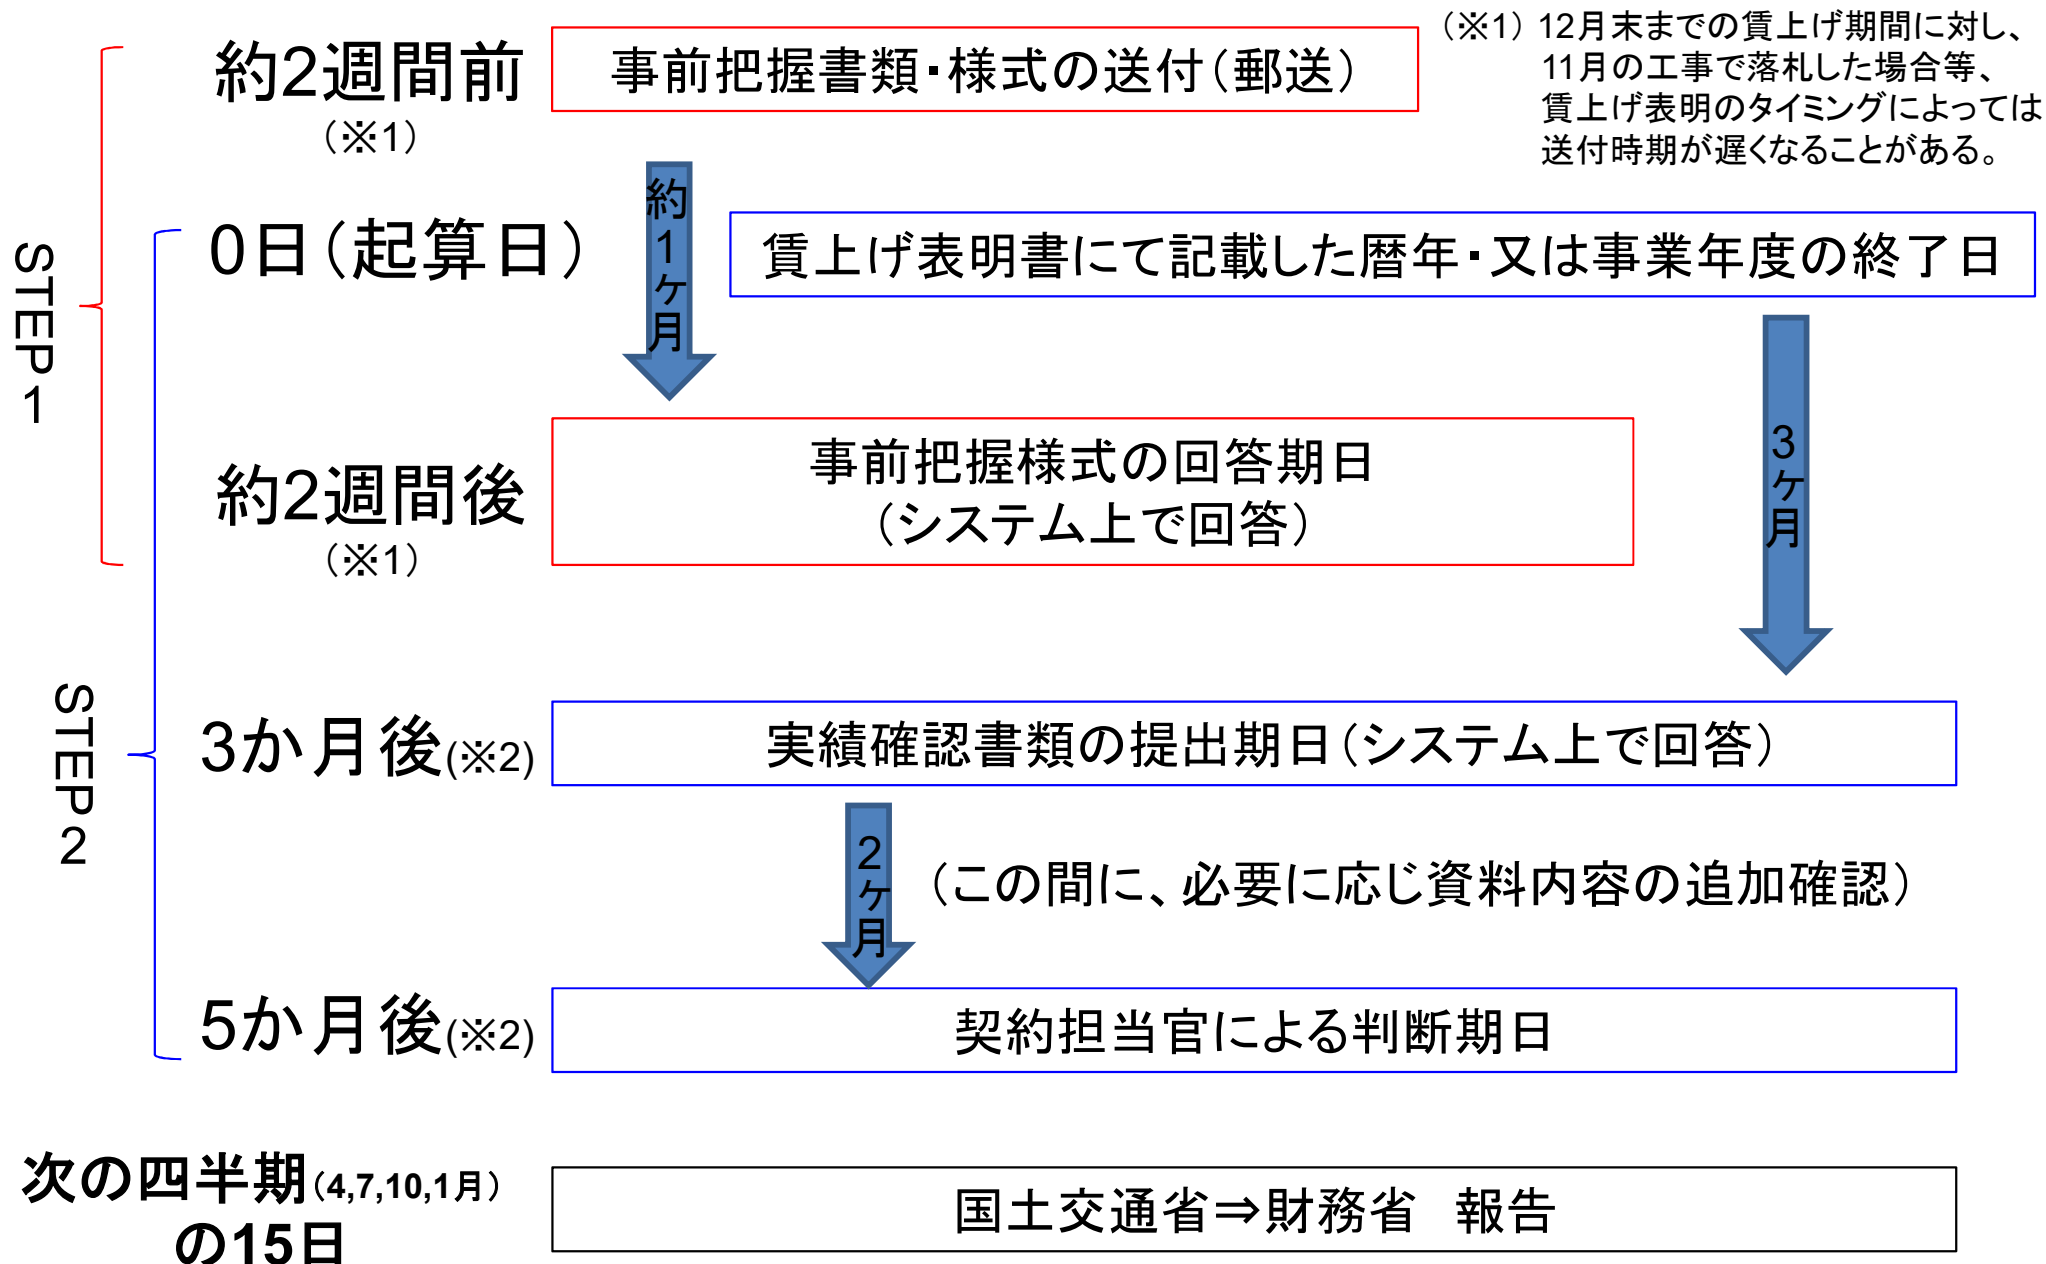 約2週間前
（※1）
事前把握書類・様式の送付（郵送）
（※1）12月末までの賃上げ期間に対し、
11月の工事で落札した場合等、
賃上げ表明のタイミングによっては
送付時期が遅くなることがある。
STEP1
約1ヶ月
0日（起算日）
賃上げ表明書にて記載した暦年・又は事業年度の終了日
約2週間後
（※1）
事前把握様式の回答期日
（システム上で回答）
3ヶ月
STEP2
3か月後(※2)
実績確認書類の提出期日（システム上で回答）
2ヶ月
（この間に、必要に応じ資料内容の追加確認）
5か月後(※2)
契約担当官による判断期日
次の四半期（4,7,10,1月）
の15日
国土交通省⇒財務省　報告